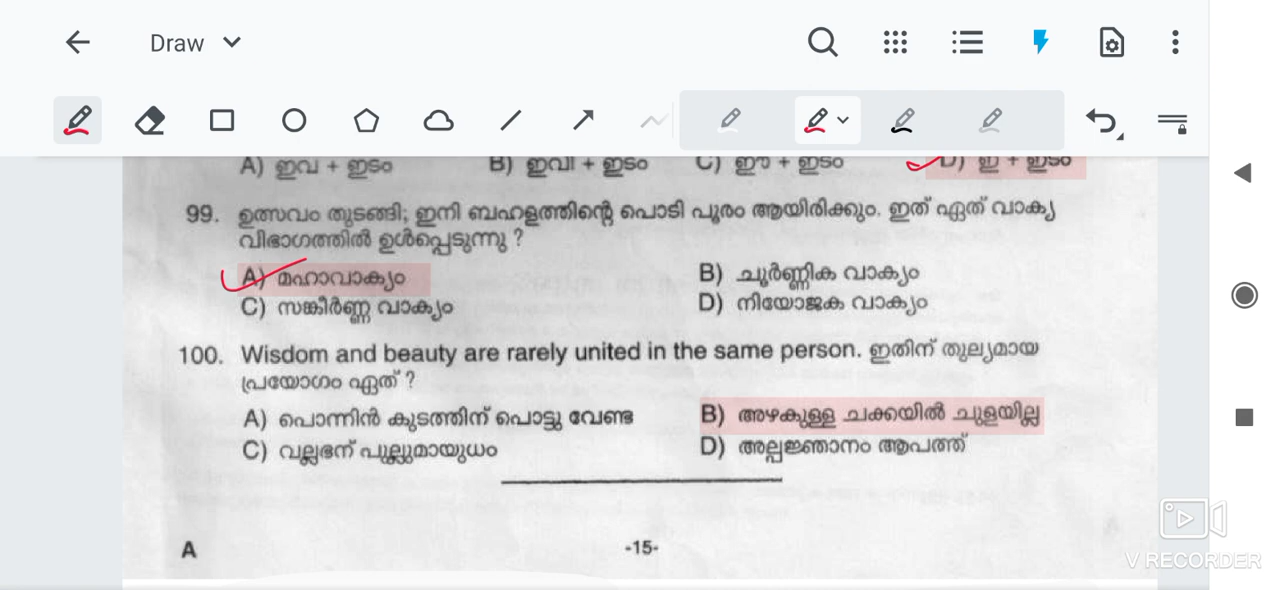 Draw
A) ഇവ + ഇടം B) ഇവി + ഇടം C) ഈ + ഇടം D) ഇ + ഇടം
99. ഉത്സവം തുടങ്ങി; ഇനി ബഹളത്തിന്റെ പൊടി പൂരം ആയിരിക്കും. ഇത് ഏത് വാക്യ
വിഭാഗത്തിൽ ഉൾപ്പെടുന്നു ?
A) മഹാവാക്യം B) ചൂർണ്ണിക വാക്യം
C) സങ്കീർണ്ണ വാക്യം D) നിയോജക വാക്യം
100. Wisdom and beauty are rarely united in the same person. ഇതിന് തുല്യമായ
പ്രയോഗം ഏത് ?
A) പൊന്നിൻ കുടത്തിന് പൊട്ടു വേണ്ട B) അഴകുള്ള ചക്കയിൽ ചുളയില്ല
C) വല്ലഭന് പുല്ലുമായുധം D) അല്പജ്ഞാനം ആപത്ത്
A -15-
V RECORDER